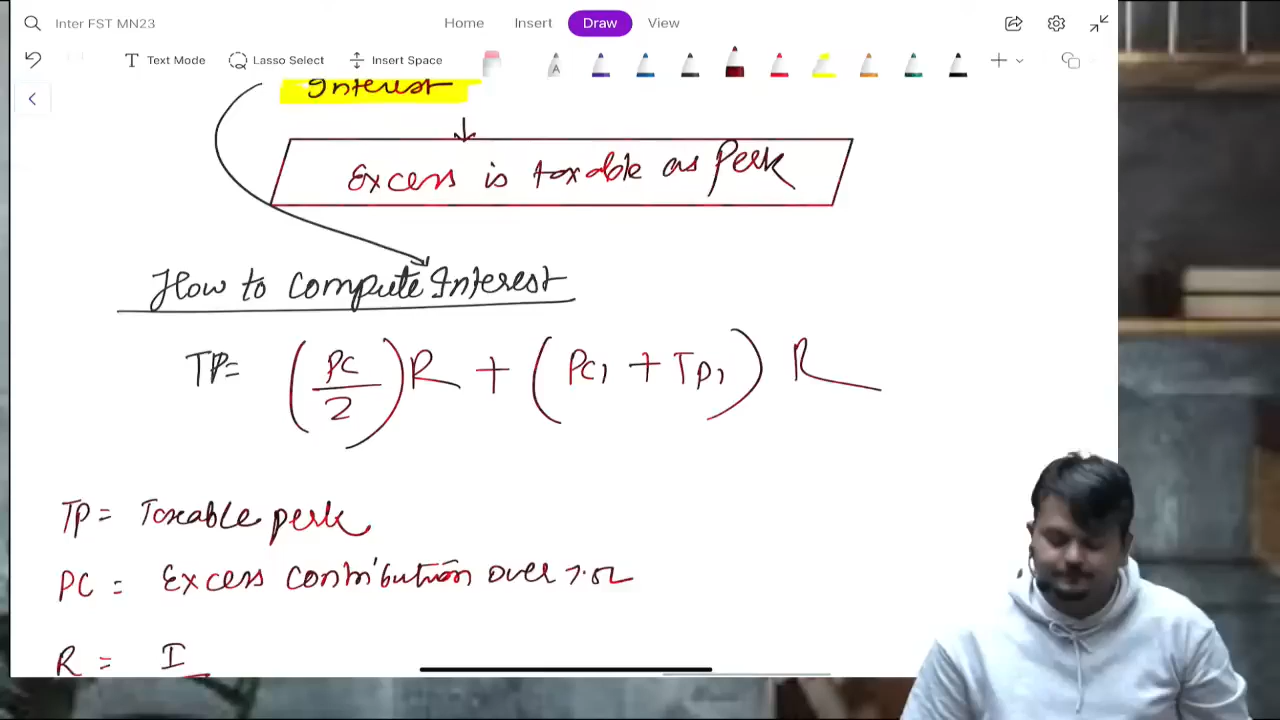 Inter FST MN23
Home Insert Draw View
T Text Mode Lasso Select Insert Space A
Interest
Excess is taxable as Perk
How to Compute Interest
TP= (PC/2)R + (PC1 + TP1) R
TP = Taxable perk
PC = Excess contribution over 7.5L
R = I